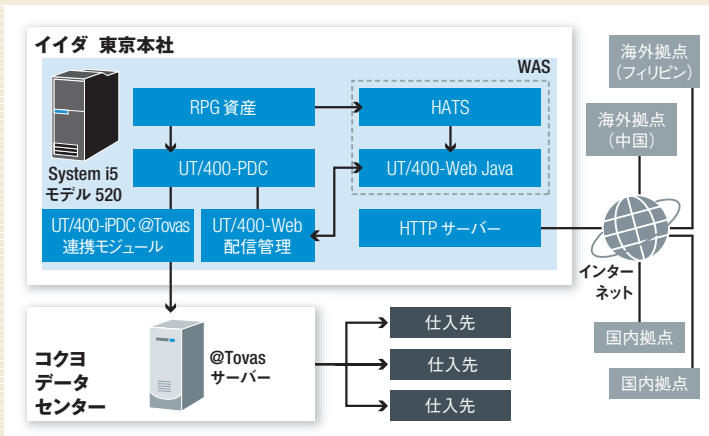 イイダ 東京本社
WAS
System i5
モデル 520
RPG 資産
HATS
UT/400-PDC
UT/400-Web Java
UT/400-iPDC @Tovas
連携モジュール
UT/400-Web
配信管理
HTTP サーバー
海外拠点
（フィリピン）
海外拠点
（中国）
インター
ネット
国内拠点
国内拠点
コクヨ
データ
センター
@Tovas
サーバー
仕入先
仕入先
仕入先